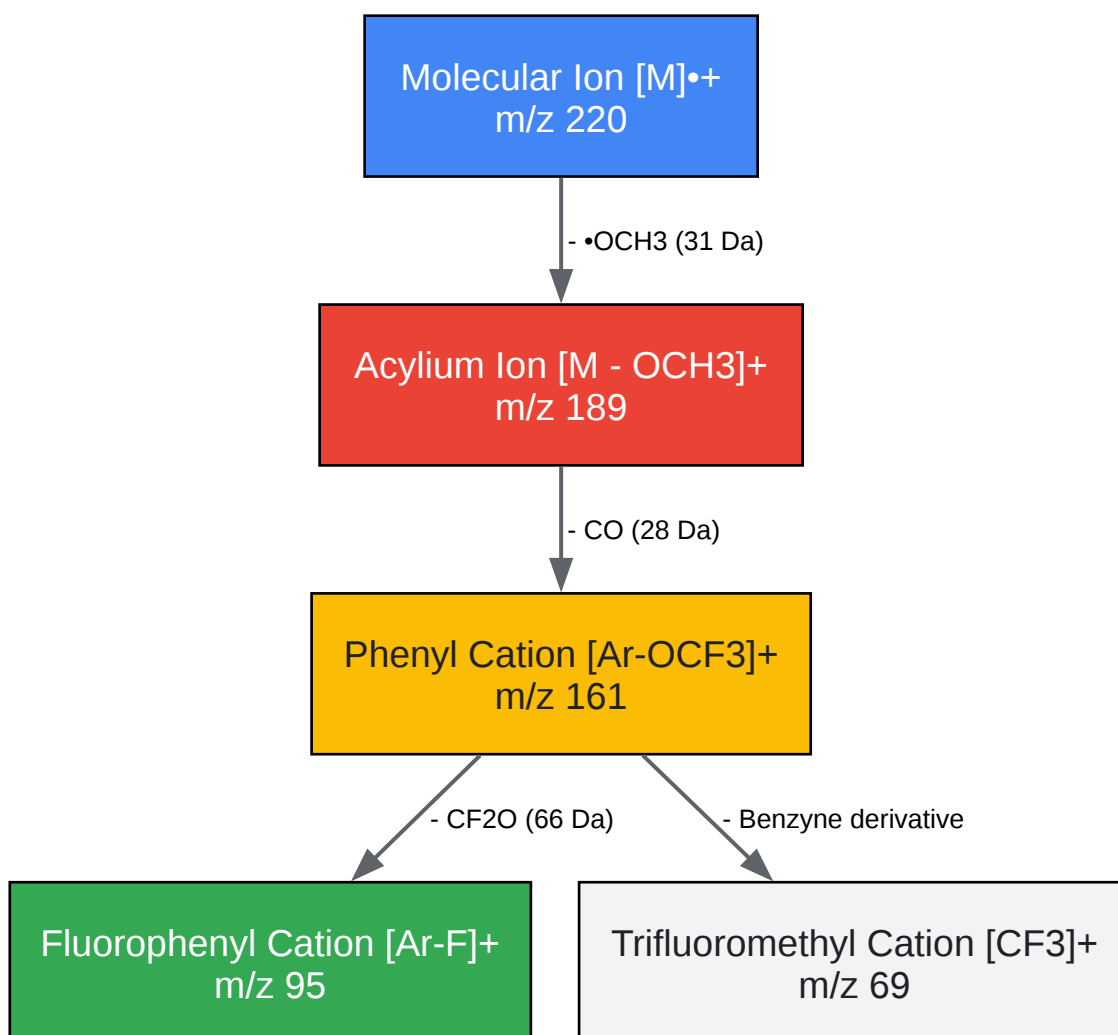 Molecular Ion [M]•+
m/z 220
- •OCH3 (31 Da)
Acylium Ion [M - OCH3]+
m/z 189
- CO (28 Da)
Phenyl Cation [Ar-OCF3]+
m/z 161
- CF2O (66 Da)
- Benzyne derivative
Fluorophenyl Cation [Ar-F]+
m/z 95
Trifluoromethyl Cation [CF3]+
m/z 69